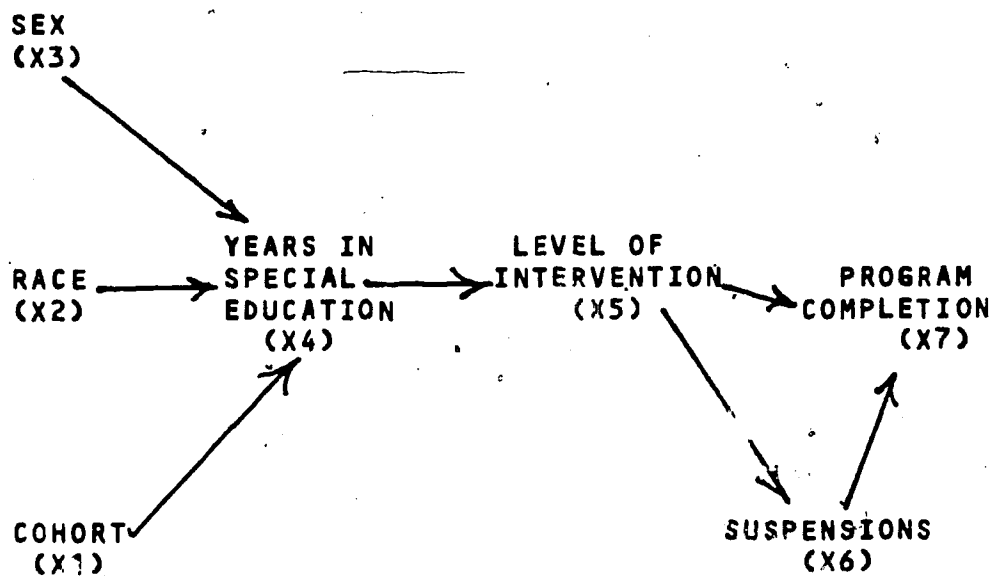 SEX
(X3)
RACE
(X2)
COHORT
(X1)
YEARS IN
SPECIAL
EDUCATION
(X4)
LEVEL OF
INTERVENTION
(X5)
PROGRAM
COMPLETION
(X7)
SUSPENSIONS
(X6)